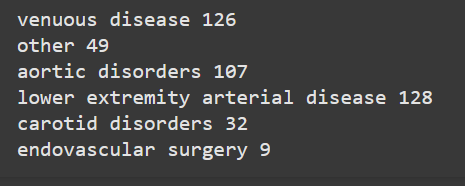 venuous disease 126
other 49
aortic disorders 107
lower extremity arterial disease 128
carotid disorders 32
endovascular surgery 9